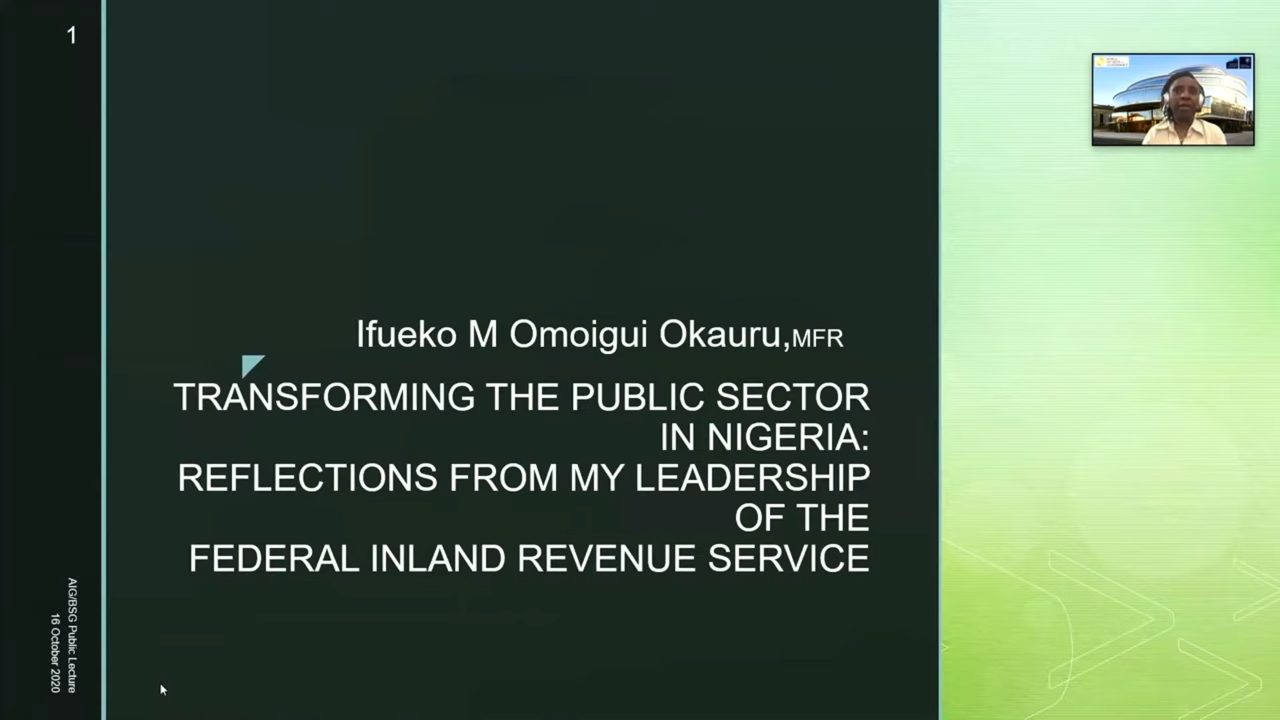 1
Ifueko M Omoigui Okauru,MFR
TRANSFORMING THE PUBLIC SECTOR
IN NIGERIA:
REFLECTIONS FROM MY LEADERSHIP
OF THE
FEDERAL INLAND REVENUE SERVICE
AIG/BSG Public Lecture
16 October 2020